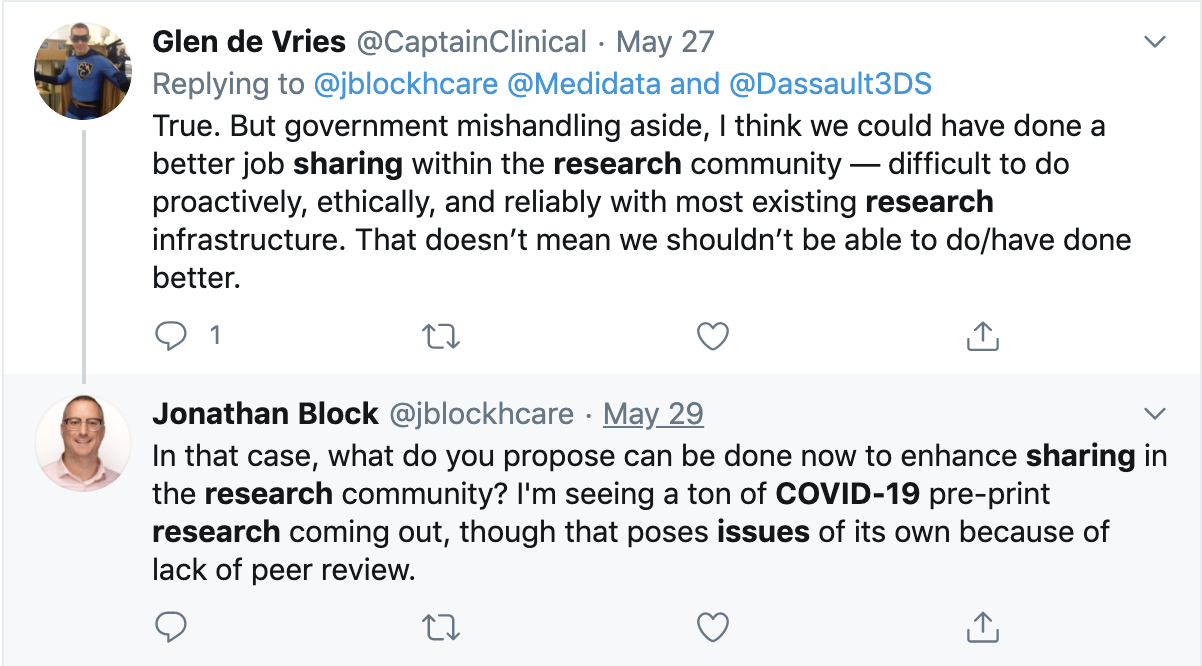 Glen de Vries @CaptainClinical · May 27
Replying to @jblockhcare @Medidata and @Dassault3DS
True. But government mishandling aside, I think we could have done a
better job sharing within the research community — difficult to do
proactively, ethically, and reliably with most existing research
infrastructure. That doesn’t mean we shouldn’t be able to do/have done
better.
1
Jonathan Block @jblockhcare · May 29
In that case, what do you propose can be done now to enhance sharing in
the research community? I'm seeing a ton of COVID-19 pre-print
research coming out, though that poses issues of its own because of
lack of peer review.